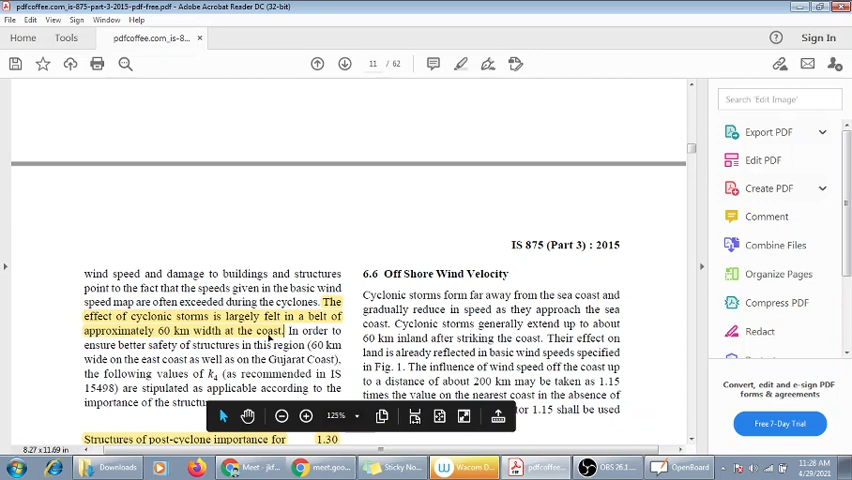 pdfcoffee.com_is-875-part-3-2015-pdf-free.pdf - Adobe Acrobat Reader DC (32-bit)
File Edit View Sign Window Help
Home Tools pdfcoffee.com_is-8... × Sign In
11 / 62
Search 'Edit Image'
Export PDF
Edit PDF
Create PDF
Comment
Combine Files
Organize Pages
Compress PDF
Redact
Convert, edit and e-sign PDF
forms & agreements
Free 7-Day Trial
IS 875 (Part 3) : 2015
wind speed and damage to buildings and structures
point to the fact that the speeds given in the basic wind
speed map are often exceeded during the cyclones. The
effect of cyclonic storms is largely felt in a belt of
approximately 60 km width at the coast. In order to
ensure better safety of structures in this region (60 km
wide on the east coast as well as on the Gujarat Coast),
the following values of k4 (as recommended in IS
15498) are stipulated as applicable according to the
importance of the
Structures of post-cyclone importance for 1.30
6.6 Off Shore Wind Velocity
Cyclonic storms form far away from the sea coast and
gradually reduce in speed as they approach the sea
coast. Cyclonic storms generally extend up to about
60 km inland after striking the coast. Their effect on
land is already reflected in basic wind speeds specified
in Fig. 1. The influence of wind speed off the coast up
to a distance of about 200 km may be taken as 1.15
times the value on the nearest coast in the absence of
1.15 shall be used
125%
8.27 x 11.69 in
Downloads
Meet - jkf...
meet.goo...
Sticky No...
Wacom D...
pdfcoffee...
OBS 26.1...
OpenBoard
11:28 AM
4/29/2021